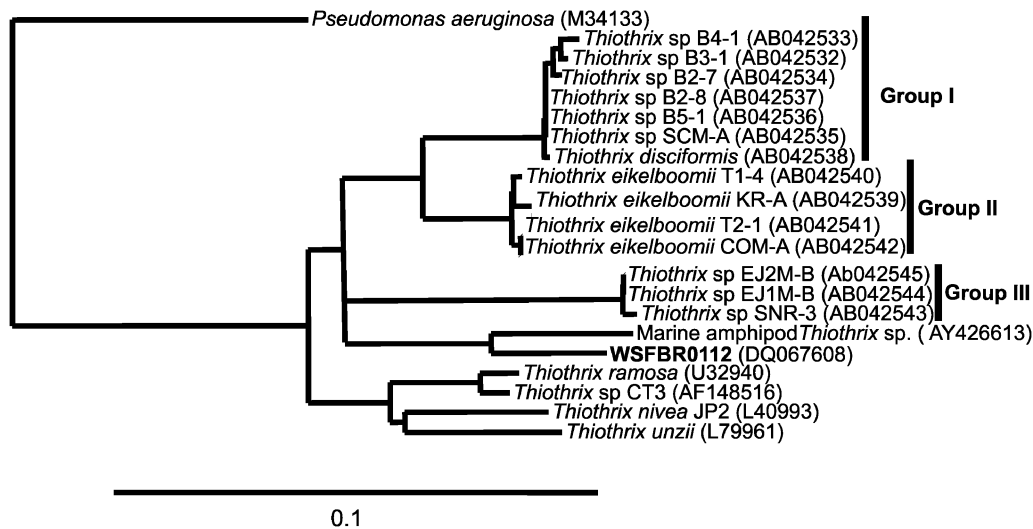 Pseudomonas aeruginosa (M34133)
Thiothrix sp B4-1 (AB042533)
Thiothrix sp B3-1 (AB042532)
Thiothrix sp B2-7 (AB042534)
Thiothrix sp B2-8 (AB042537)
Group I
Thiothrix sp B5-1 (AB042536)
Thiothrix sp SCM-A (AB042535)
Thiothrix disciformis (AB042538)
Thiothrix eikelboomii T1-4 (AB042540)
Thiothrix eikelboomii KR-A (AB042539)
Group II
Thiothrix eikelboomii T2-1 (AB042541)
Thiothrix eikelboomii COM-A (AB042542)
Thiothrix sp EJ2M-B (Ab042545)
Thiothrix sp EJ1M-B (AB042544)
Group III
Thiothrix sp SNR-3 (AB042543)
Marine amphipodThiothrix sp. ( AY426613)
WSFBR0112 (DQ067608)
Thiothrix ramosa (U32940)
Thiothrix sp CT3 (AF148516)
Thiothrix nivea JP2 (L40993)
Thiothrix unzii (L79961)
0.1